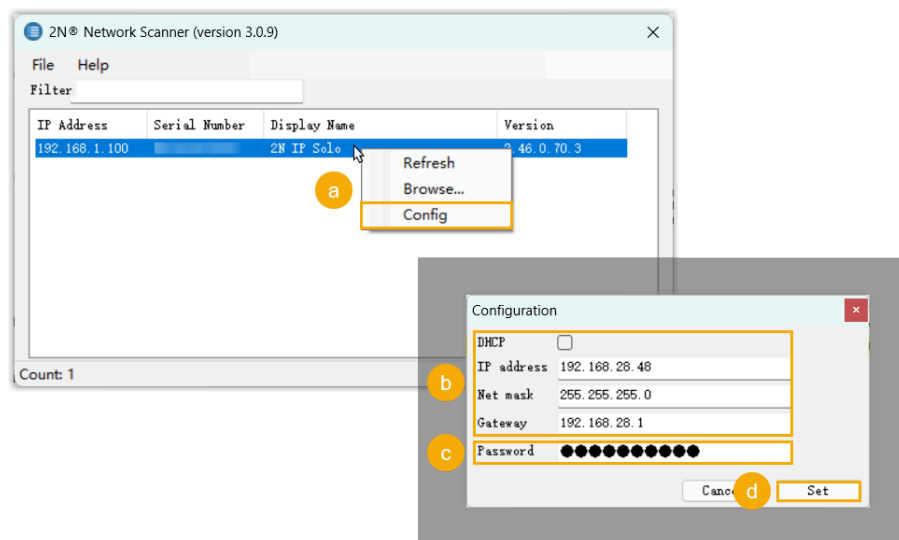 2N® Network Scanner (version 3.0.9)
File Help
Filter
IP Address Serial Number Display Name Version
192.168.1.100 2N IP Solo .46.0.70.3
Refresh
a
Browse...
Config
Count: 1
Configuration
DHCP
IP address 192.168.28.48
b
Net mask 255.255.255.0
Gateway 192.168.28.1
c
Password ●●●●●●●●●●
Canc d Set